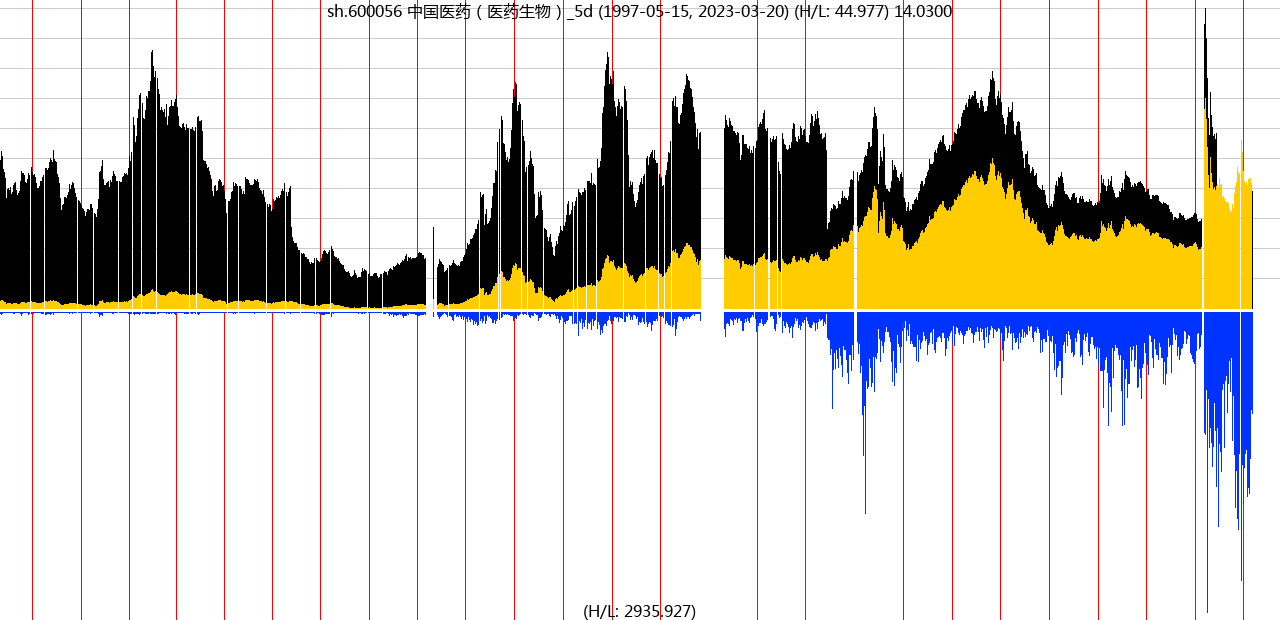 sh.600056 中国医药 ( 医药生物 ) _5d (1997-05-15, 2023-03-20) (H/L: 44.977) 14.0300
(H/L: 2935.927)